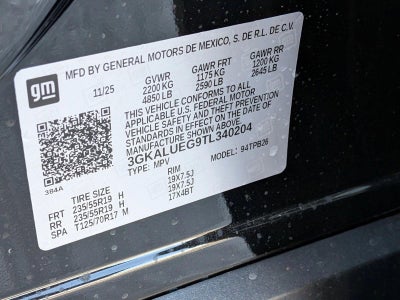 gm
MFD BY GENERAL MOTORS DE MEXICO, S. DE R.L. DE C.V.
11/25 GVWR GAWR FRT GAWR RR
2200 KG 1175 KG 1200 KG
4850 LB 2590 LB 2645 LB
THIS VEHICLE CONFORMS TO ALL
APPLICABLE U.S. FEDERAL MOTOR
VEHICLE SAFETY AND THEFT PREVENTION
STANDARDS IN EFFECT ON THE DATE OF
MANUFACTURE SHOWN ABOVE.
3GKALUEG9TL340204
TYPE: MPV MODEL: 94TPB26
384A
TIRE SIZE RIM
FRT 235/55R19 H 19X7.5J
RR 235/55R19 H 19X7.5J
SPA T125/70R17 M 17X4BT